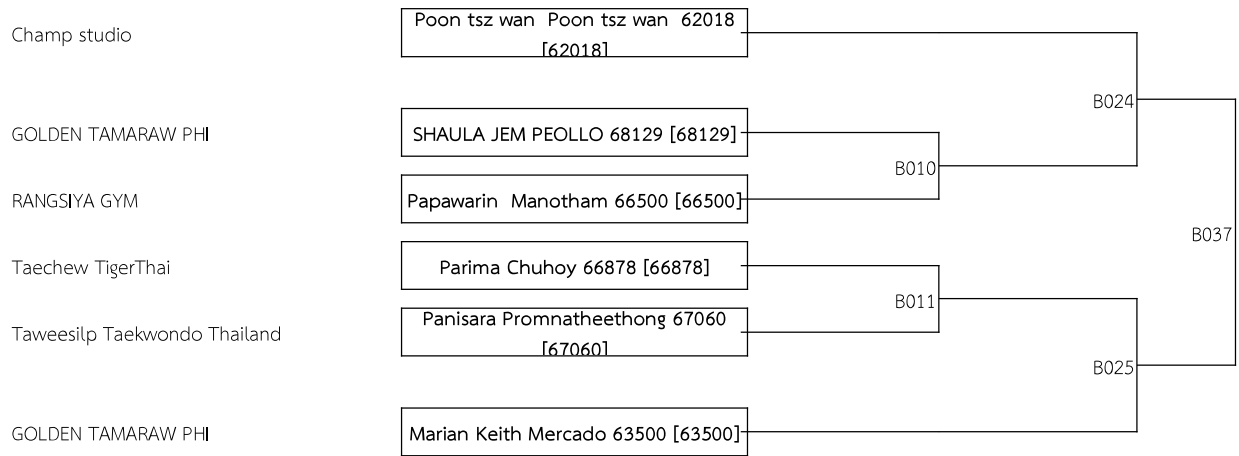 Champ studio
Poon tsz wan  Poon tsz wan  62018
[62018]
B024
GOLDEN TAMARAW PHI
SHAULA JEM PEOLLO 68129 [68129]
B010
RANGSIYA GYM
Papawarin  Manotham 66500 [66500]
B037
Taechew TigerThai
Parima Chuhoy 66878 [66878]
B011
Taweesilp Taekwondo Thailand
Panisara Promnatheethong 67060
[67060]
B025
GOLDEN TAMARAW PHI
Marian Keith Mercado 63500 [63500]